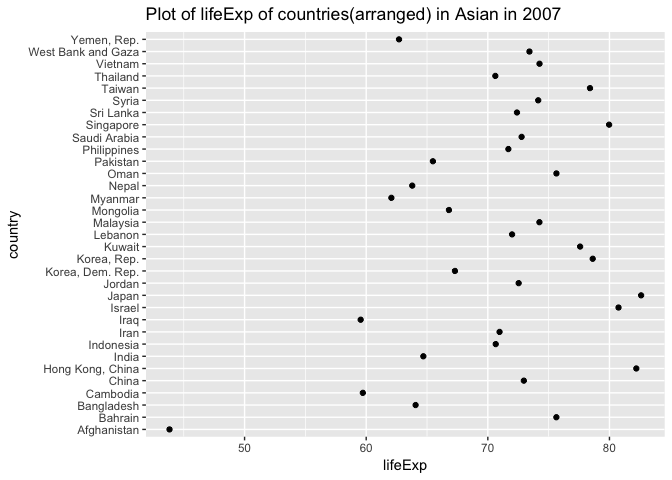 Plot of lifeExp of countries(arranged) in Asian in 2007
Yemen, Rep.
West Bank and Gaza
Vietnam
Thailand
Taiwan
Syria
Sri Lanka
Singapore
Saudi Arabia
Philippines
Pakistan
Oman
Nepal
Myanmar
Mongolia
Malaysia
Lebanon
Kuwait
Korea, Rep.
Korea, Dem. Rep.
Jordan
Japan
Israel
Iraq
Iran
Indonesia
India
Hong Kong, China
China
Cambodia
Bangladesh
Bahrain
Afghanistan
country
50 60 70 80
lifeExp